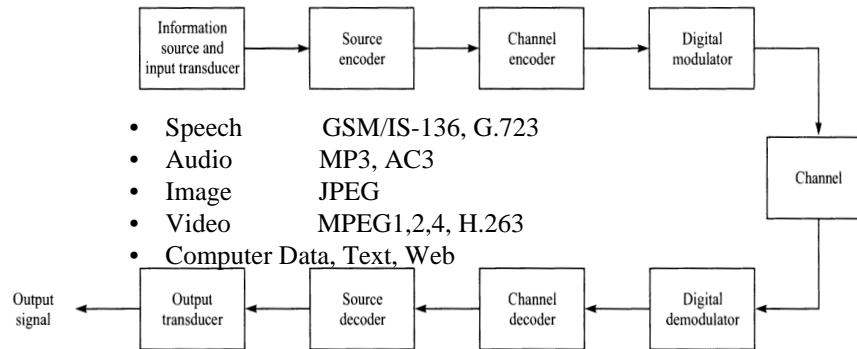 Information
source and
input transducer
Source
encoder
Channel
encoder
Digital
modulator
• Speech GSM/IS-136, G.723
• Audio MP3, AC3
• Image JPEG
• Video MPEG1,2,4, H.263
• Computer Data, Text, Web
Channel
Output
signal
Output
transducer
Source
decoder
Channel
decoder
Digital
demodulator